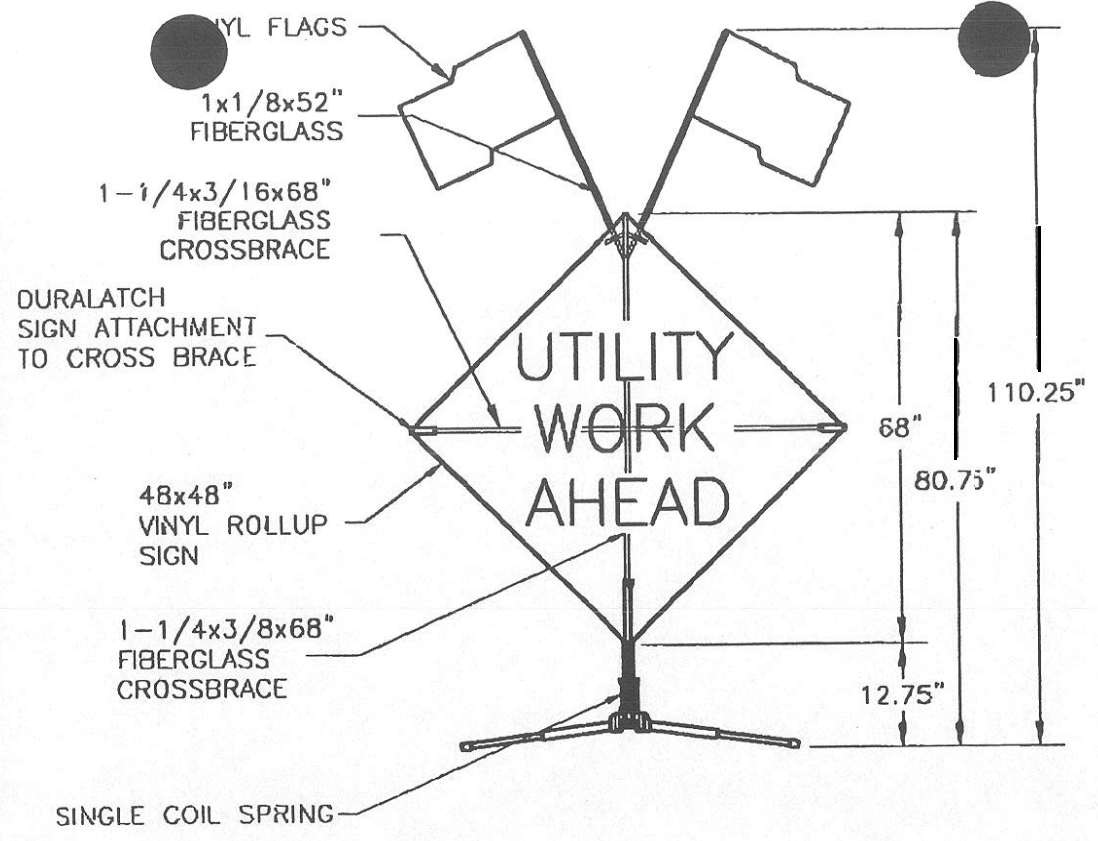 YL FLAGS
1x1/8x52"
FIBERGLASS
1-1/4x3/16x68"
FIBERGLASS
CROSSBRACE
DURALATCH
SIGN ATTACHMENT
TO CROSS BRACE
48x48"
VINYL ROLLUP
SIGN
1-1/4x3/8x68"
FIBERGLASS
CROSSBRACE
SINGLE COIL SPRING
UTILITY
WORK
AHEAD
68"
80.75"
110.25"
12.75"